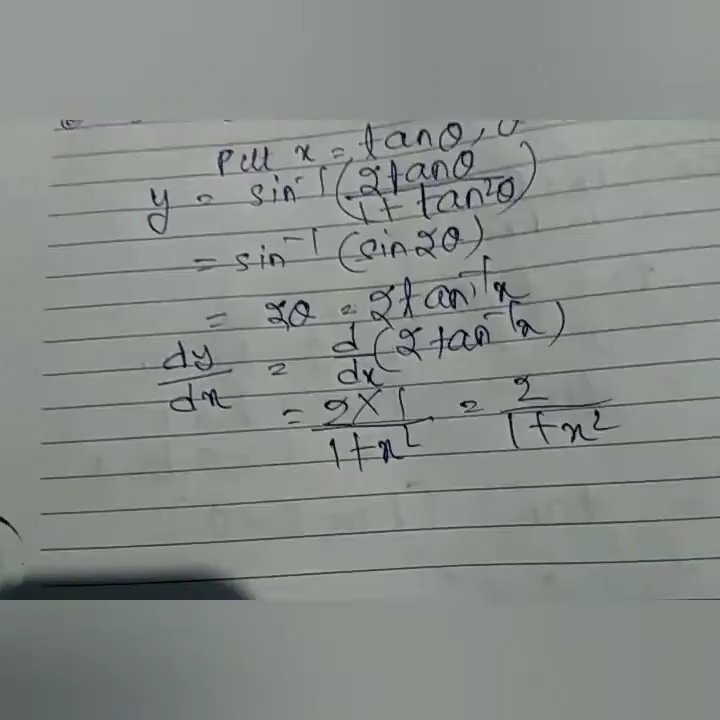 Put x = tanθ,
y = sin⁻¹(2tanθ/1+tan²θ)
= sin⁻¹(sin2θ)
= 2θ = 2tan⁻¹x
dy/dx = d/dx(2tan⁻¹x)
= 2×1/1+x² = 2/1+x²